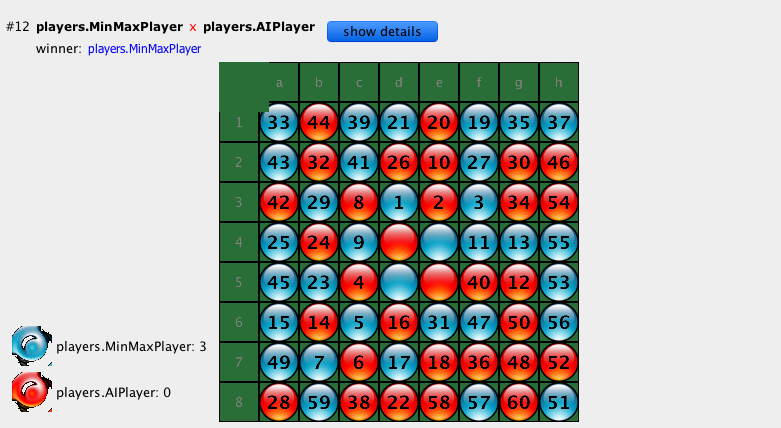 #12 players.MinMaxPlayer x players.AIPlayer show details
winner: players.MinMaxPlayer
a b c d e f g h
1 33 44 39 21 20 19 35 37
2 43 32 41 26 10 27 30 46
3 42 29 8 1 2 3 34 54
4 25 24 9 11 13 55
5 45 23 4 40 12 53
6 15 14 5 16 31 47 50 56
7 49 7 6 17 18 36 48 52
8 28 59 38 22 58 57 60 51
players.MinMaxPlayer: 3
players.AIPlayer: 0